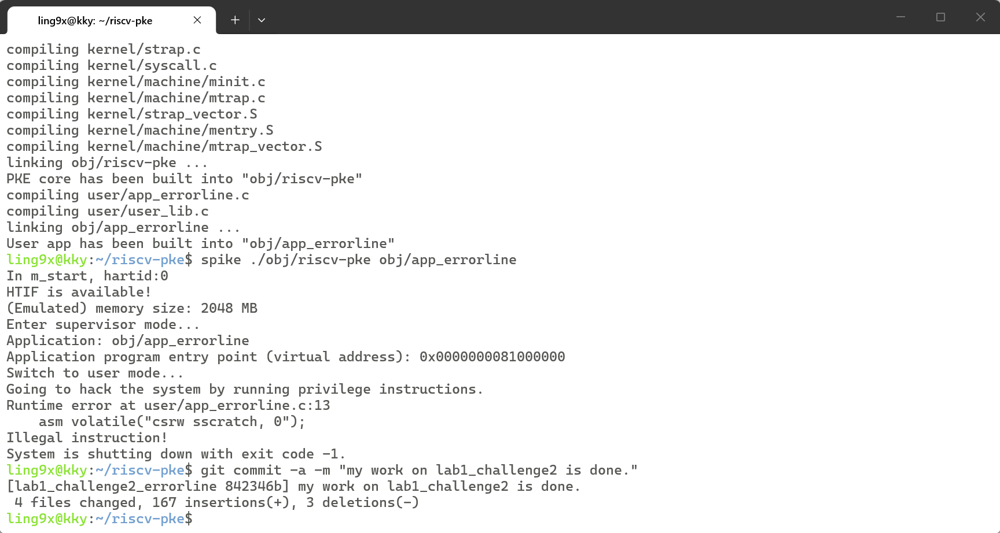 ling9x@kky: ~/riscv-pke
compiling kernel/strap.c
compiling kernel/syscall.c
compiling kernel/machine/minit.c
compiling kernel/machine/mtrap.c
compiling kernel/strap_vector.S
compiling kernel/machine/mentry.S
compiling kernel/machine/mtrap_vector.S
linking obj/riscv-pke ...
PKE core has been built into "obj/riscv-pke"
compiling user/app_errorline.c
compiling user/user_lib.c
linking obj/app_errorline ...
User app has been built into "obj/app_errorline"
ling9x@kky:~/riscv-pke$ spike ./obj/riscv-pke obj/app_errorline
In m_start, hartid:0
HTIF is available!
(Emulated) memory size: 2048 MB
Enter supervisor mode...
Application: obj/app_errorline
Application program entry point (virtual address): 0x0000000081000000
Switch to user mode...
Going to hack the system by running privilege instructions.
Runtime error at user/app_errorline.c:13
    asm volatile("csrw sscratch, 0");
Illegal instruction!
System is shutting down with exit code -1.
ling9x@kky:~/riscv-pke$ git commit -a -m "my work on lab1_challenge2 is done."
[lab1_challenge2_errorline 842346b] my work on lab1_challenge2 is done.
 4 files changed, 167 insertions(+), 3 deletions(-)
ling9x@kky:~/riscv-pke$